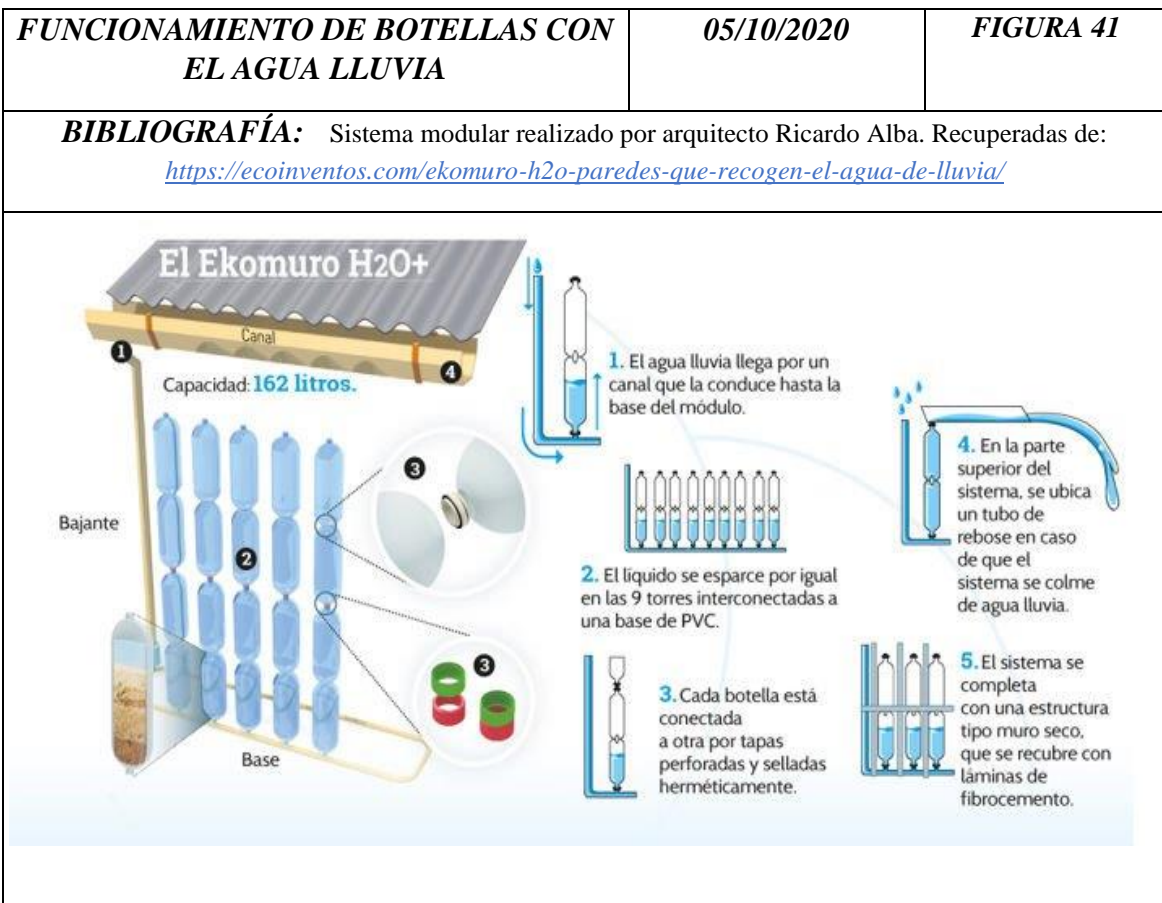 FUNCIONAMIENTO DE BOTELLAS CON
EL AGUA LLUVIA
05/10/2020
FIGURA 41
BIBLIOGRAFÍA: Sistema modular realizado por arquitecto Ricardo Alba. Recuperadas de:
https://ecoinventos.com/ekomuro-h2o-paredes-que-recogen-el-agua-de-lluvia/
El Ekomuro H2O+
Canal
1
4
Capacidad: 162 litros.
3
Bajante
2
3
Base
1. El agua lluvia llega por un
canal que la conduce hasta la
base del módulo.
2. El líquido se esparce por igual
en las 9 torres interconectadas a
una base de PVC.
3. Cada botella está
conectada
a otra por tapas
perforadas y selladas
herméticamente.
4. En la parte
superior del
sistema, se ubica
un tubo de
rebose en caso
de que el
sistema se colme
de agua lluvia.
5. El sistema se
completa
con una estructura
tipo muro seco,
que se recubre con
láminas de
fibrocemento.